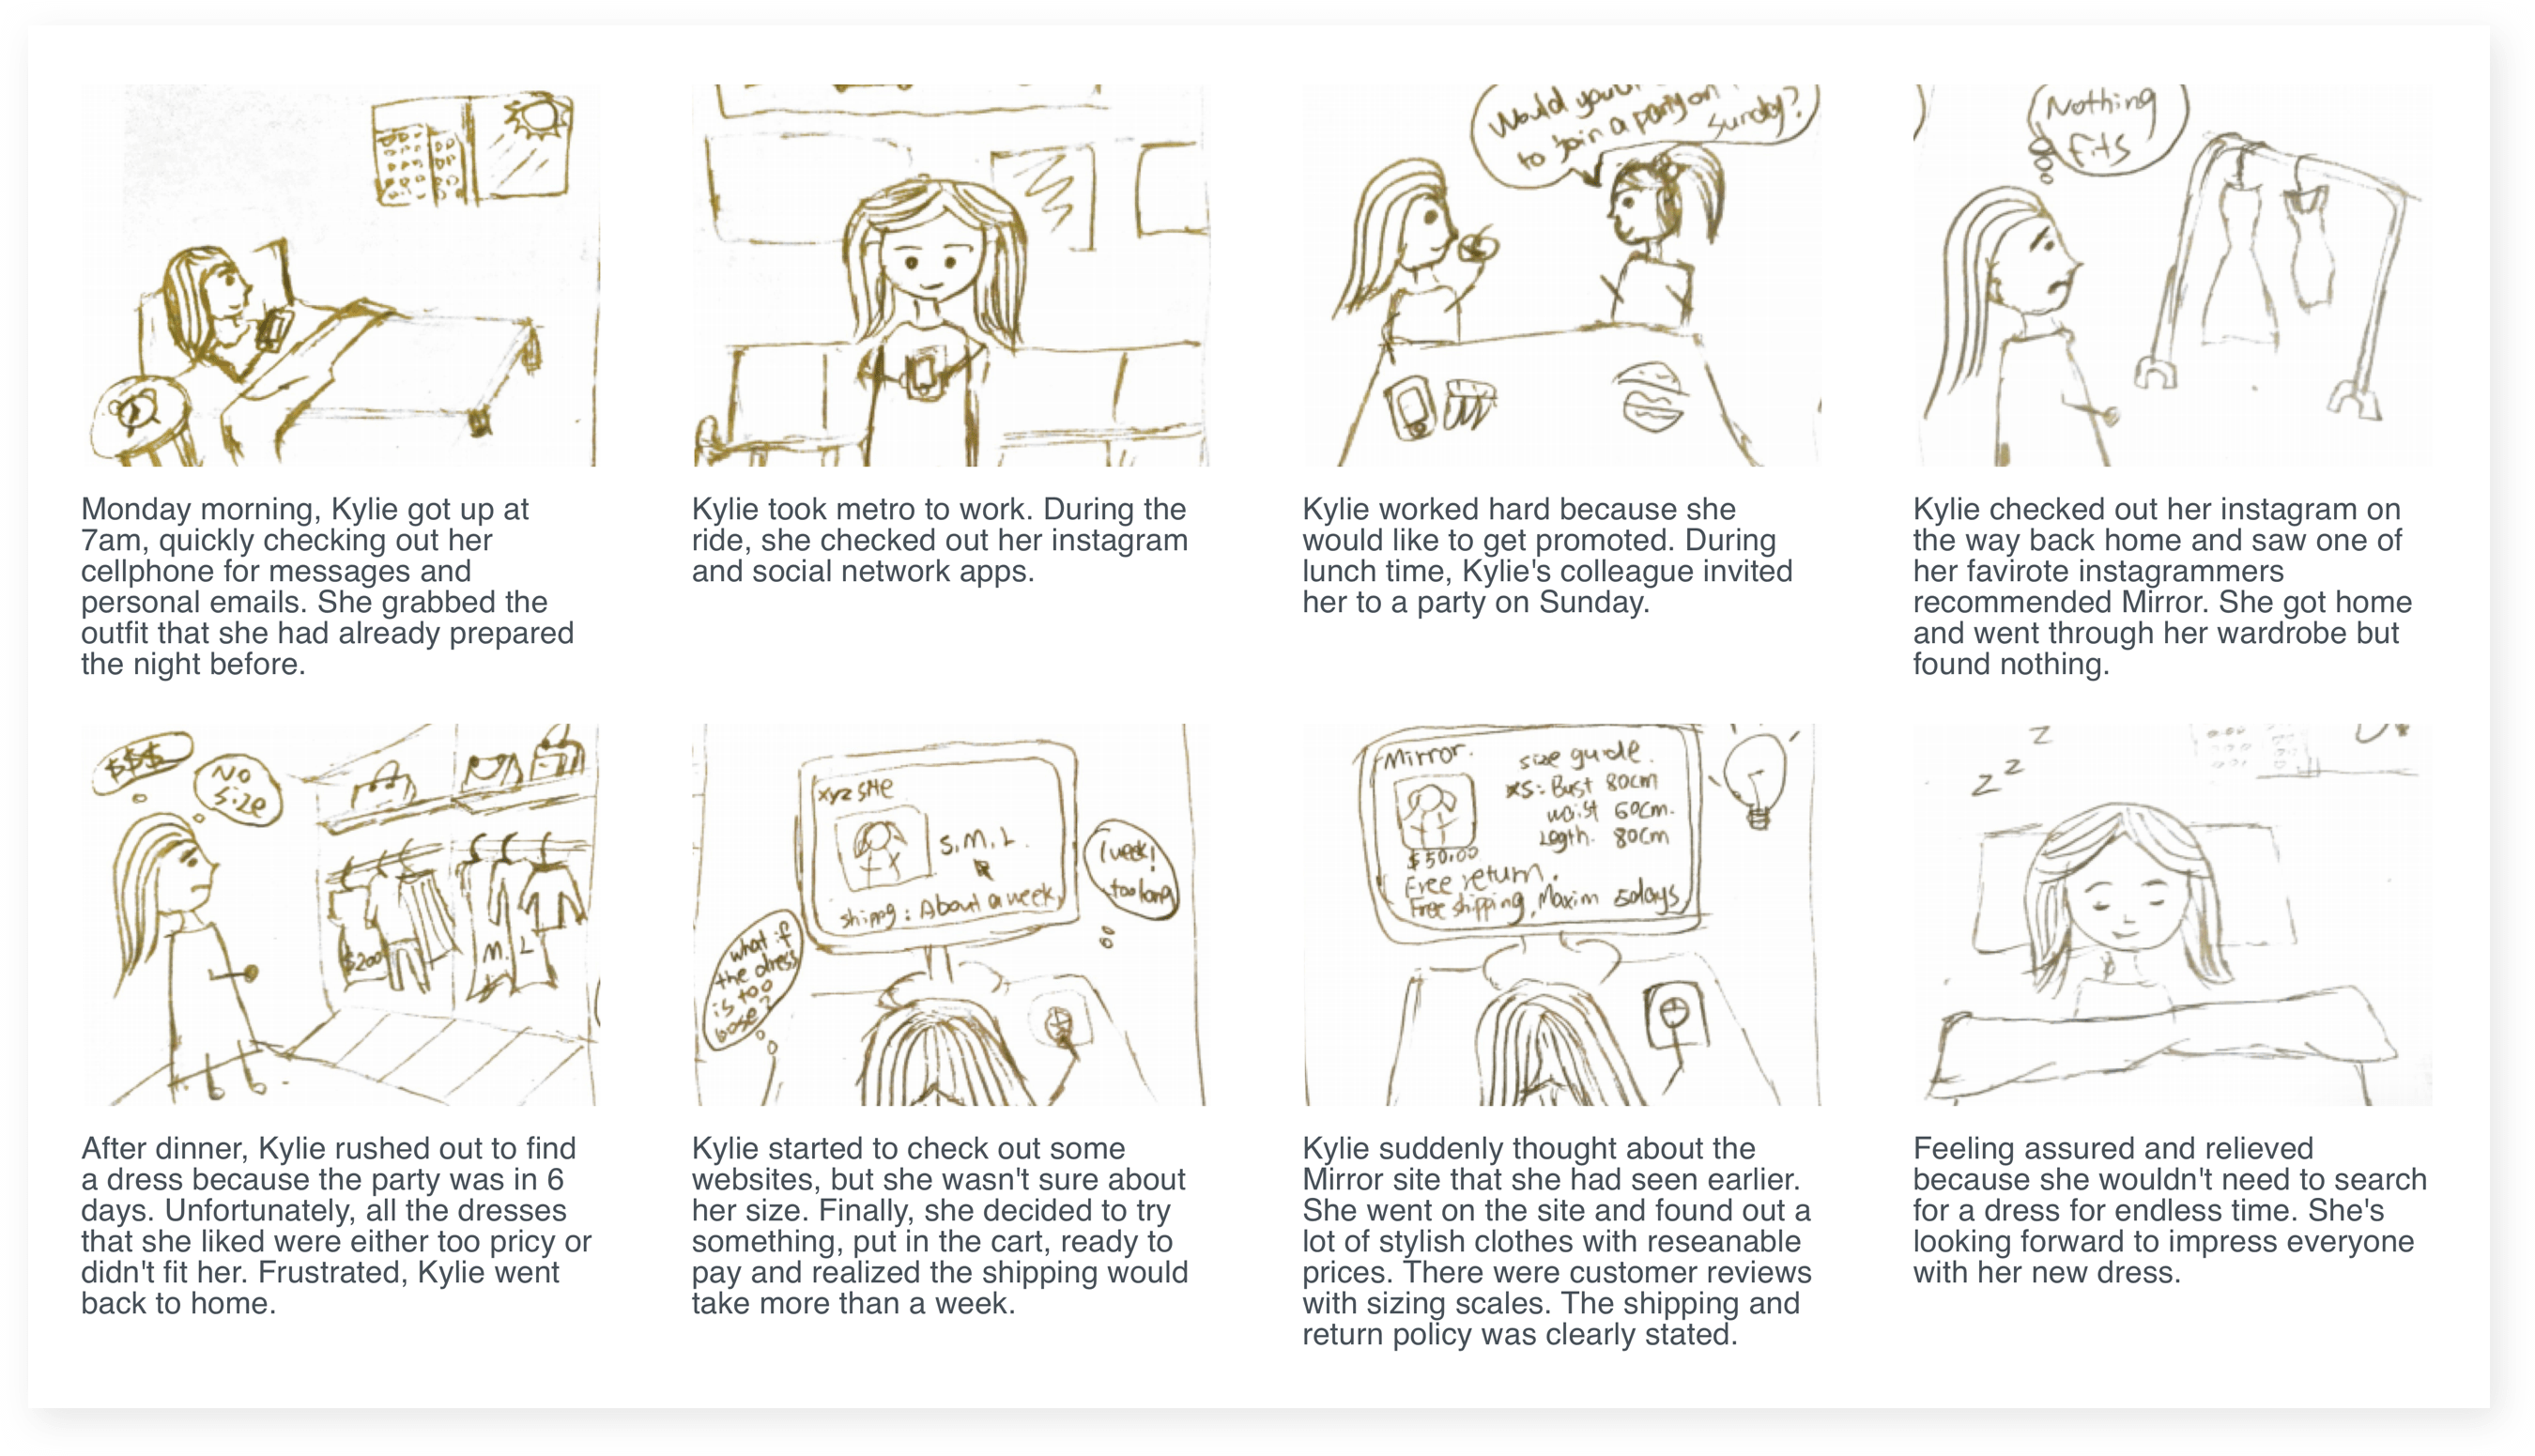 Would you
to join a party on
Sunday?
Nothing
fits
Monday morning, Kylie got up at
7am, quickly checking out her
cellphone for messages and
personal emails. She grabbed the
outfit that she had already prepared
the night before.
Kylie took metro to work. During the
ride, she checked out her instagram
and social network apps.
Kylie worked hard because she
would like to get promoted. During
lunch time, Kylie's colleague invited
her to a party on Sunday.
Kylie checked out her instagram on
the way back home and saw one of
her favirote instagrammers
recommended Mirror. She got home
and went through her wardrobe but
found nothing.
$$$
No
size
$200
M. L
xyz site
S. M. L.
shippg: About a week
1 week!
too long
what if
the dress
is too
loose?
Mirror.
size guide.
xs: Bust 80cm
waist 60cm.
Legth. 80cm
$50.00
Free return.
Free shipping, Maxim 5days
z
z z
After dinner, Kylie rushed out to find
a dress because the party was in 6
days. Unfortunately, all the dresses
that she liked were either too pricy or
didn't fit her. Frustrated, Kylie went
back to home.
Kylie started to check out some
websites, but she wasn't sure about
her size. Finally, she decided to try
something, put in the cart, ready to
pay and realized the shipping would
take more than a week.
Kylie suddenly thought about the
Mirror site that she had seen earlier.
She went on the site and found out a
lot of stylish clothes with reseanable
prices. There were customer reviews
with sizing scales. The shipping and
return policy was clearly stated.
Feeling assured and relieved
because she wouldn't need to search
for a dress for endless time. She's
looking forward to impress everyone
with her new dress.